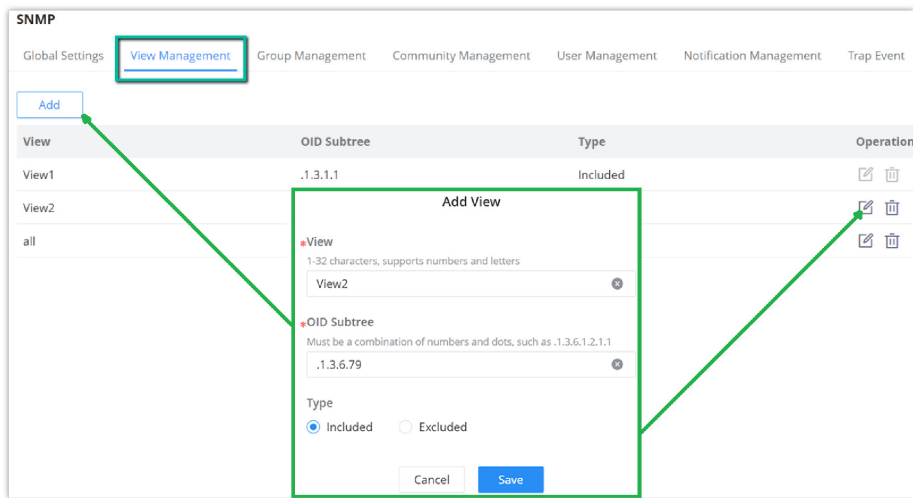 SNMP
Global Settings View Management Group Management Community Management User Management Notification Management Trap Event
Add
View OID Subtree Type Operation
View1 .1.3.1.1 Included
View2
all
Add View
*View
1-32 characters, supports numbers and letters
View2
*OID Subtree
Must be a combination of numbers and dots, such as .1.3.6.1.2.1.1
.1.3.6.79
Type
Included Excluded
Cancel Save